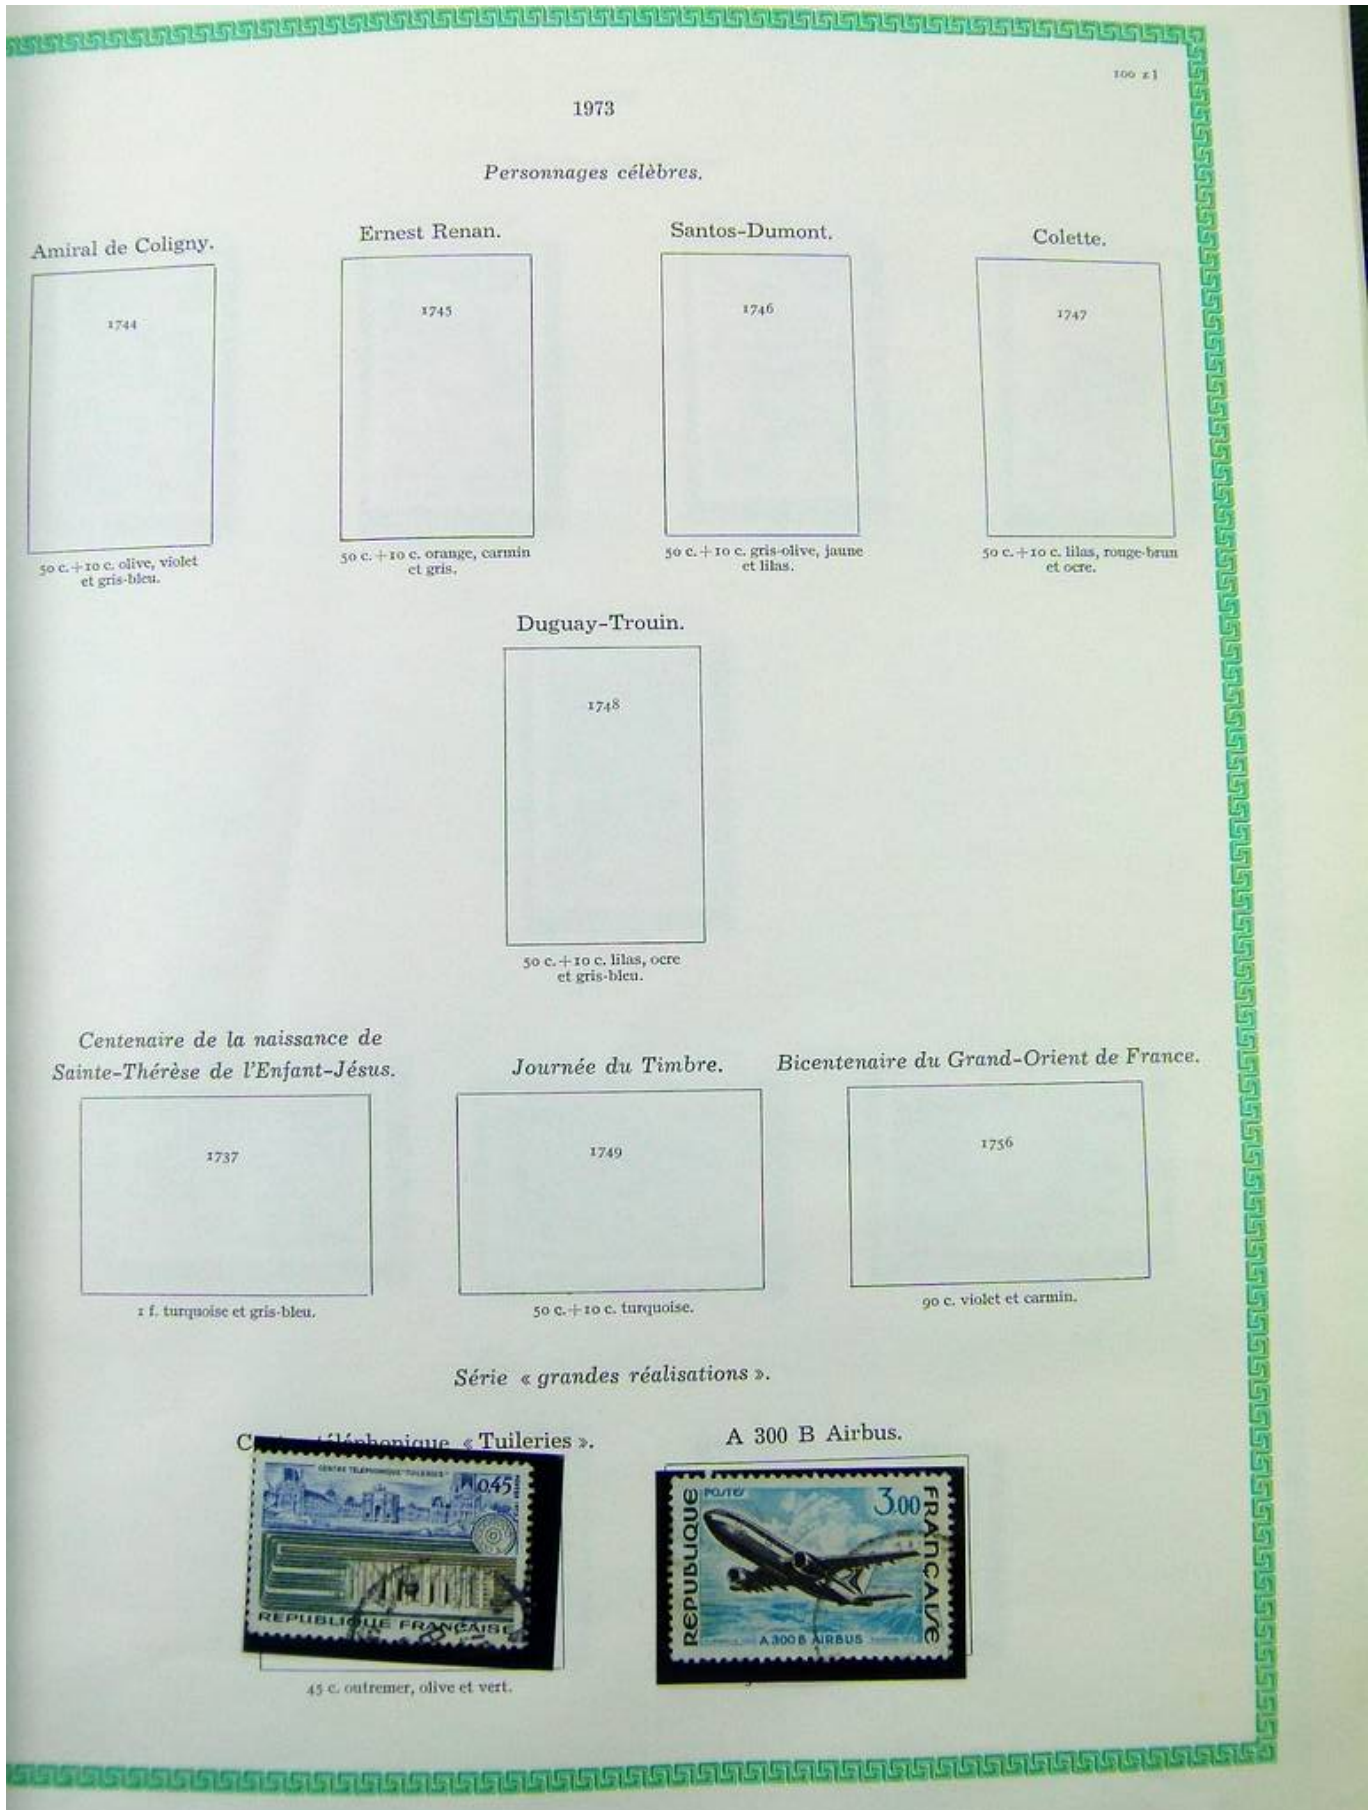 1973
Personnages célèbres.
Amiral de Coligny.
Ernest Renan.
Santos-Dumont.
Colette.
1744
1745
1746
1747
50 c.+10 c. olive, violet
et gris-bleu.
50 c.+10 c. orange, carmin
et gris.
50 c.+10 c. gris-olive, jaune
et lilas.
50 c.+10 c. lilas, rouge-brun
et ocre.
Duguay-Trouin.
1748
50 c.+10 c. lilas, ocre
et gris-bleu.
Centenaire de la naissance de
Sainte-Thérèse de l'Enfant-Jésus.
Journée du Timbre.
Bicentenaire du Grand-Orient de France.
1737
1749
1756
1 f. turquoise et gris-bleu.
50 c.+10 c. turquoise.
90 c. violet et carmin.
Série « grandes réalisations ».
téléphonique « Tuileries ».
A 300 B Airbus.
CENTRE TELEPHONIQUE "TUILERIES"
0,45
REPUBLIQUE FRANÇAISE
POSTES
3.00
REPUBLIQUE
FRANÇAISE
A 300 B AIRBUS
45 c. outremer, olive et vert.